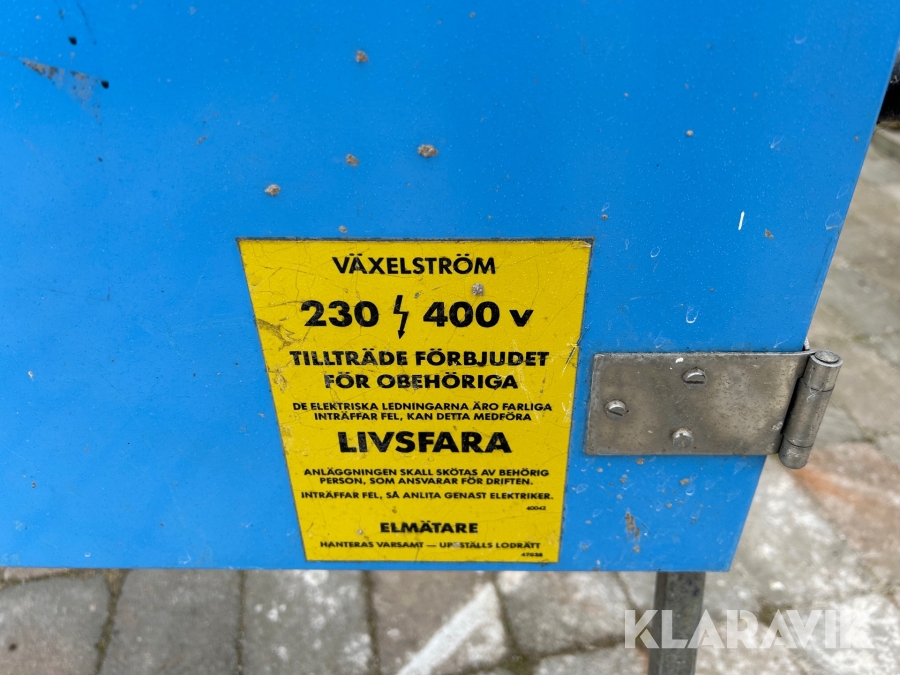 VÄXELSTRÖM
230 400 V
TILLTRÄDE FÖRBJUDET
FÖR OBEHÖRIGA
DE ELEKTRISKA LEDNINGARNA ÄRO FARLIGA
INTRÄFFAR FEL, KAN DETTA MEDFÖRA
LIVSFARA
ANLÄGGNINGEN SKALL SKÖTAS AV BEHÖRIG
PERSON, SOM ANSVARAR FÖR DRIFTEN.
INTRÄFFAR FEL, SÅ ANLITA GENAST ELEKTRIKER.
40042
ELMÄTARE
HANTERAS VARSAMT — UPPSTÄLLS LODRÄTT
KLARAVIK